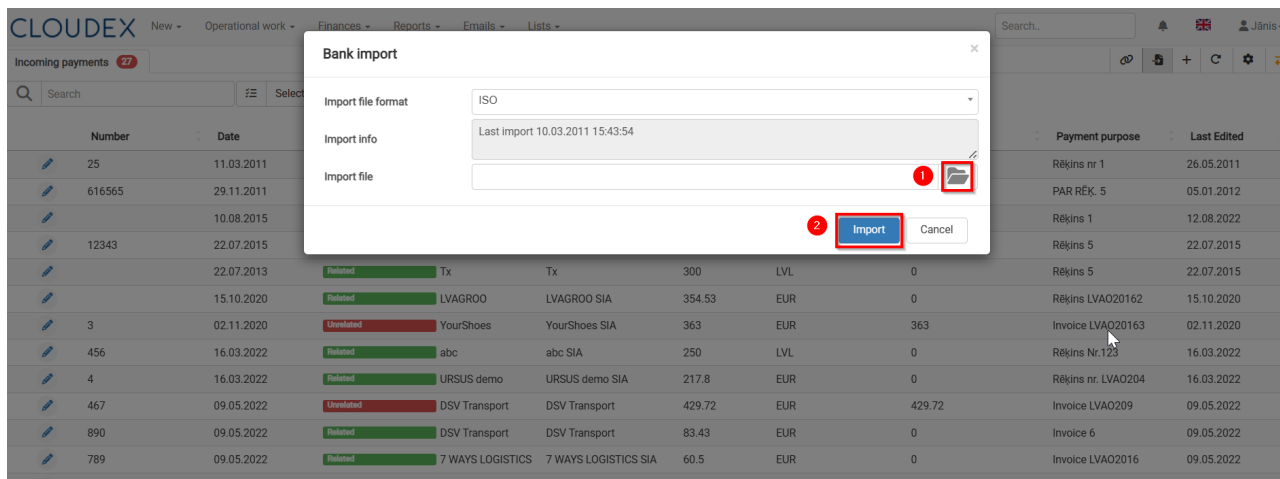 CLOUDEX New Operational work Finances Reports Emails Lists Search.. Jānis
Incoming payments 27
Search Select
Bank import ×
Import file format ISO
Import info Last import 10.03.2011 15:43:54
Import file 1
2 Import Cancel
Number Date Payment purpose Last Edited
25 11.03.2011 Rēķins nr 1 26.05.2011
616565 29.11.2011 PAR RĒĶ. 5 05.01.2012
10.08.2015 Rēķins 1 12.08.2022
12343 22.07.2015 Rēķins 5 22.07.2015
22.07.2013 Related Tx Tx 300 LVL 0 Rēķins 5 22.07.2015
15.10.2020 Related LVAGROO LVAGROO SIA 354.53 EUR 0 Rēķins LVAO20162 15.10.2020
3 02.11.2020 Unrelated YourShoes YourShoes SIA 363 EUR 363 Invoice LVAO20163 02.11.2020
456 16.03.2022 Related abc abc SIA 250 LVL 0 Rēķins Nr.123 16.03.2022
4 16.03.2022 Related URSUS demo URSUS demo SIA 217.8 EUR 0 Rēķins nr. LVAO204 16.03.2022
467 09.05.2022 Unrelated DSV Transport DSV Transport 429.72 EUR 429.72 Invoice LVAO209 09.05.2022
890 09.05.2022 Related DSV Transport DSV Transport 83.43 EUR 0 Invoice 6 09.05.2022
789 09.05.2022 Related 7 WAYS LOGISTICS 7 WAYS LOGISTICS SIA 60.5 EUR 0 Invoice LVAO2016 09.05.2022